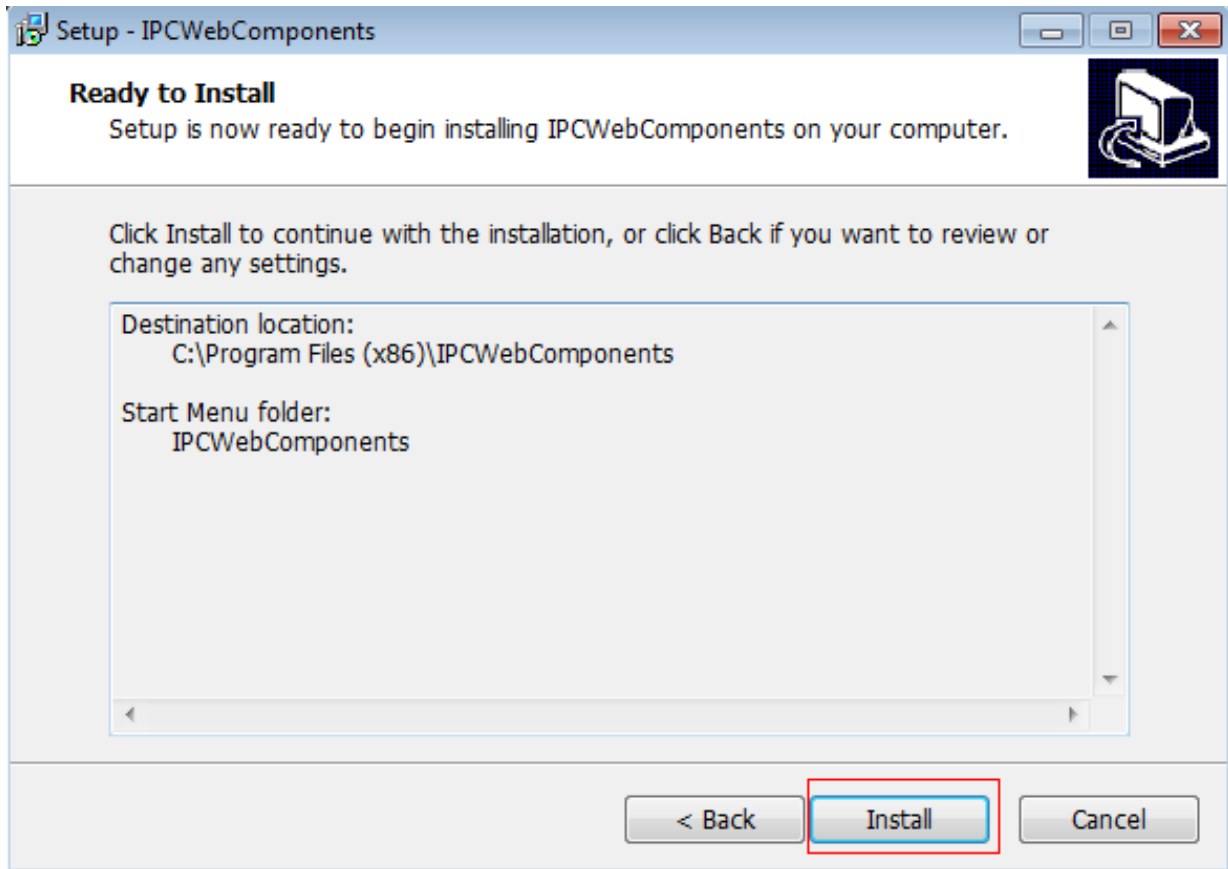 Setup - IPCWebComponents
Ready to Install
Setup is now ready to begin installing IPCWebComponents on your computer.
Click Install to continue with the installation, or click Back if you want to review or
change any settings.
Destination location:
C:\Program Files (x86)\IPCWebComponents
Start Menu folder:
IPCWebComponents
< Back
Install
Cancel